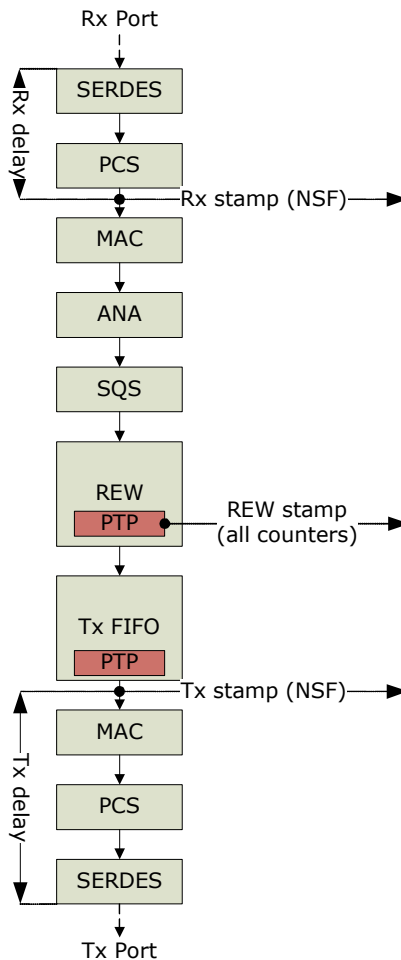 Rx Port
SERDES
Rx delay
PCS
Rx stamp (NSF)
MAC
ANA
SQS
REW
PTP
REW stamp
(all counters)
Tx FIFO
PTP
Tx stamp (NSF)
MAC
Tx delay
PCS
SERDES
Tx Port